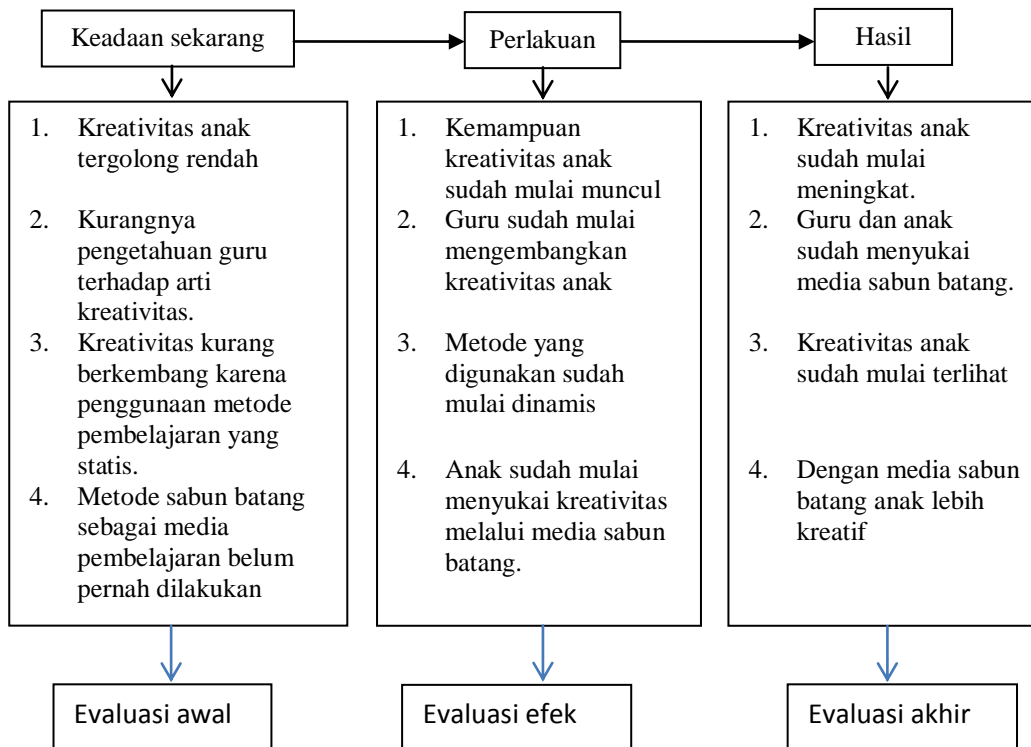 Keadaan sekarang
Perlakuan
Hasil
1. Kreativitas anak
tergolong rendah
2. Kurangnya
pengetahuan guru
terhadap arti
kreativitas.
3. Kreativitas kurang
berkembang karena
penggunaan metode
pembelajaran yang
statis.
4. Metode sabun batang
sebagai media
pembelajaran belum
pernah dilakukan
1. Kemampuan
kreativitas anak
sudah mulai muncul
2. Guru sudah mulai
mengembangkan
kreativitas anak
3. Metode yang
digunakan sudah
mulai dinamis
4. Anak sudah mulai
menyukai kreativitas
melalui media sabun
batang.
1. Kreativitas anak
sudah mulai
meningkat.
2. Guru dan anak
sudah menyukai
media sabun batang.
3. Kreativitas anak
sudah mulai terlihat
4. Dengan media sabun
batang anak lebih
kreatif
Evaluasi awal
Evaluasi efek
Evaluasi akhir